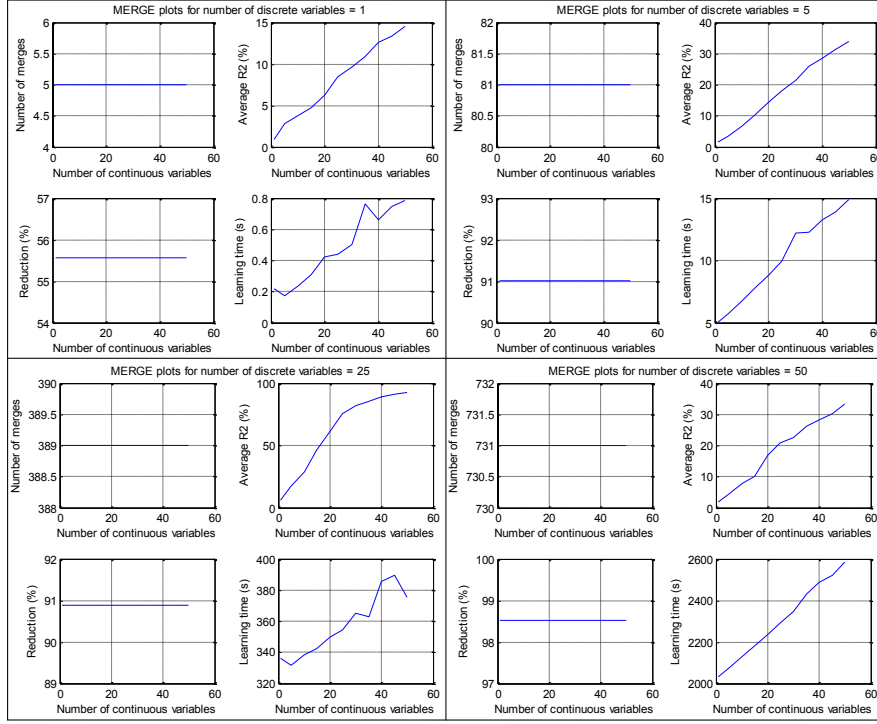 MERGE plots for number of discrete variables = 1
Number of merges
6
5.5
5
4.5
4
0 20 40 60
Number of continuous variables
Average R2 (%)
15
10
5
0
0 20 40 60
Number of continuous variables
Reduction (%)
57
56
55
54
0 20 40 60
Number of continuous variables
Learning time (s)
0.8
0.6
0.4
0.2
0
0 20 40 60
Number of continuous variables
MERGE plots for number of discrete variables = 5
Number of merges
82
81.5
81
80.5
80
0 20 40 60
Number of continuous variables
Average R2 (%)
40
30
20
10
0
0 20 40 60
Number of continuous variables
Reduction (%)
93
92
91
90
0 20 40 60
Number of continuous variables
Learning time (s)
15
10
5
0 20 40 60
Number of continuous variables
MERGE plots for number of discrete variables = 25
Number of merges
390
389.5
389
388.5
388
0 20 40 60
Number of continuous variables
Average R2 (%)
100
50
0
0 20 40 60
Number of continuous variables
Reduction (%)
92
91
90
89
0 20 40 60
Number of continuous variables
Learning time (s)
400
380
360
340
320
0 20 40 60
Number of continuous variables
MERGE plots for number of discrete variables = 50
Number of merges
732
731.5
731
730.5
730
0 20 40 60
Number of continuous variables
Average R2 (%)
40
30
20
10
0
0 20 40 60
Number of continuous variables
Reduction (%)
100
99
98
97
0 20 40 60
Number of continuous variables
Learning time (s)
2600
2400
2200
2000
0 20 40 60
Number of continuous variables